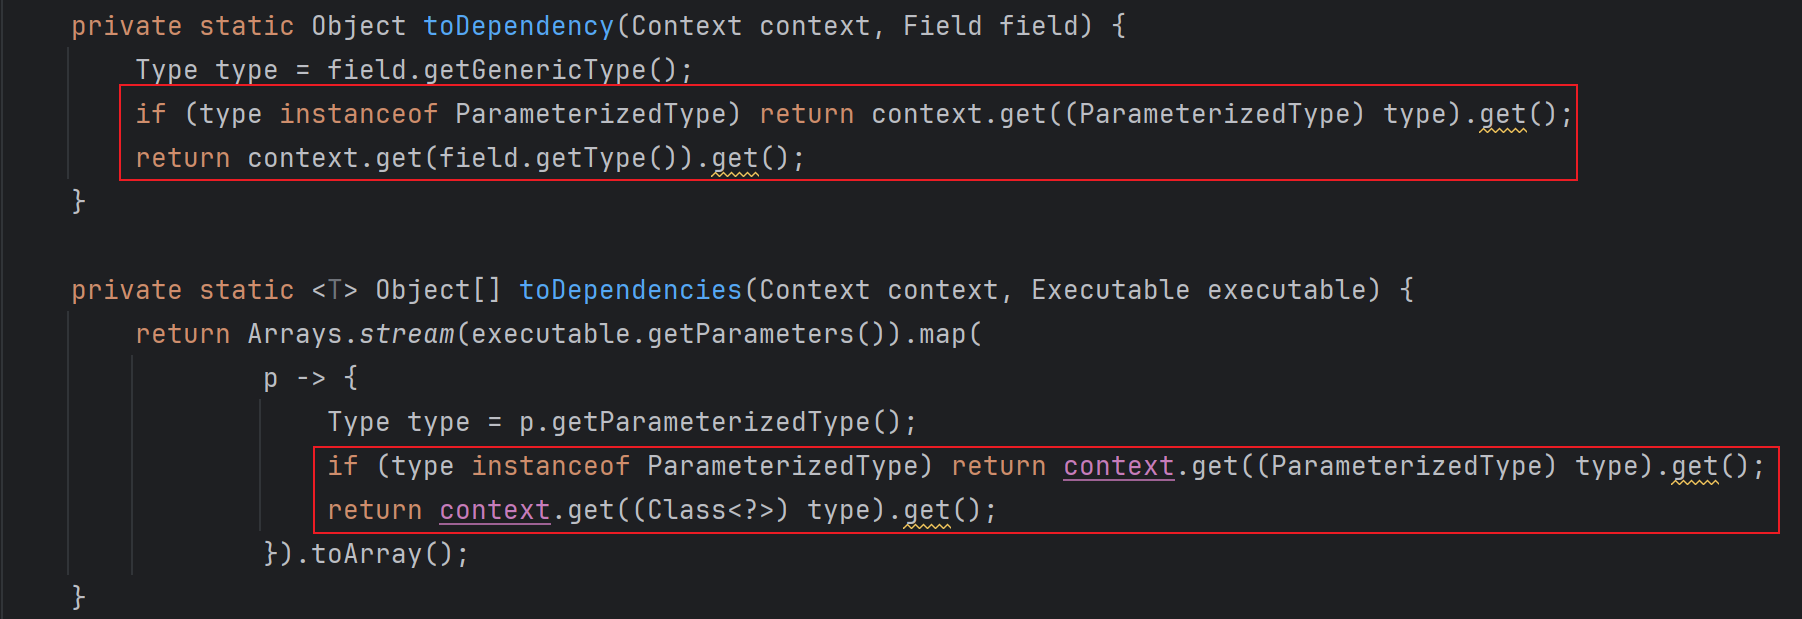 private static Object toDependency(Context context, Field field) {
Type type = field.getGenericType();
if (type instanceof ParameterizedType) return context.get((ParameterizedType) type).get();
return context.get(field.getType()).get();
}
private static <T> Object[] toDependencies(Context context, Executable executable) {
return Arrays.stream(executable.getParameters()).map(
p -> {
Type type = p.getParameterizedType();
if (type instanceof ParameterizedType) return context.get((ParameterizedType) type).get();
return context.get((Class<?>) type).get();
}).toArray();
}